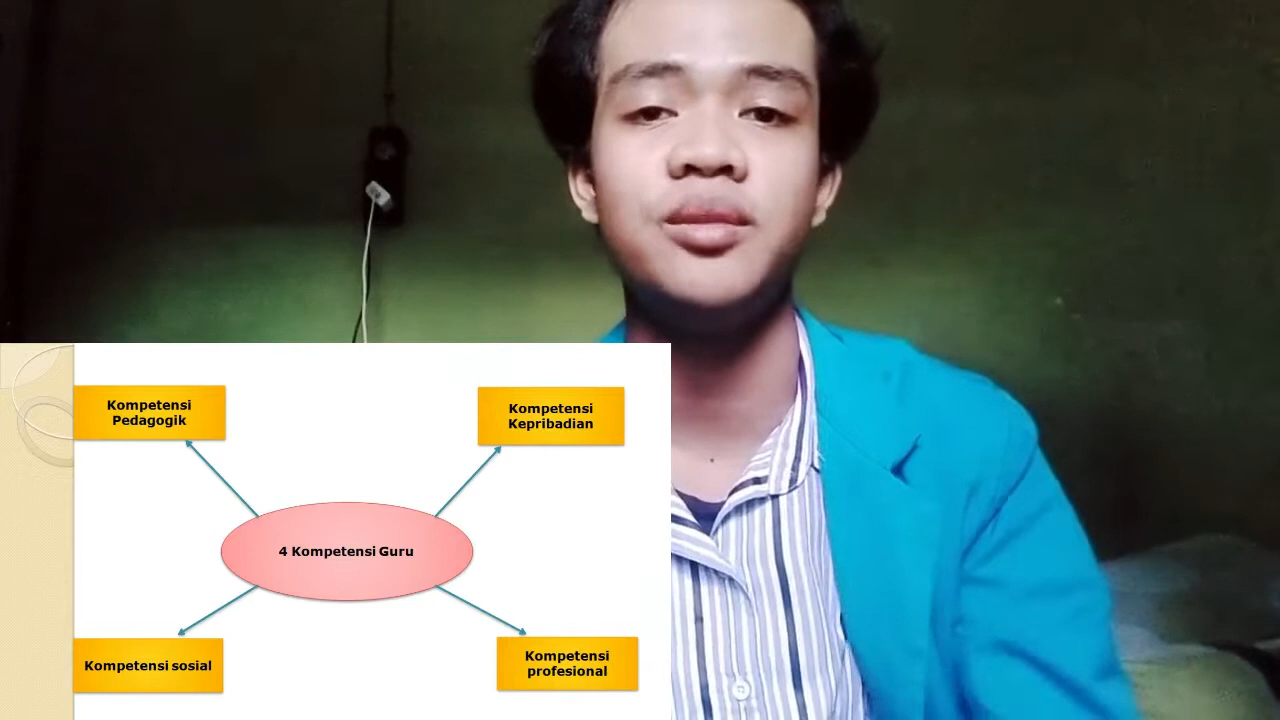 Kompetensi
Pedagogik
Kompetensi
Kepribadian
4 Kompetensi Guru
Kompetensi sosial
Kompetensi
profesional